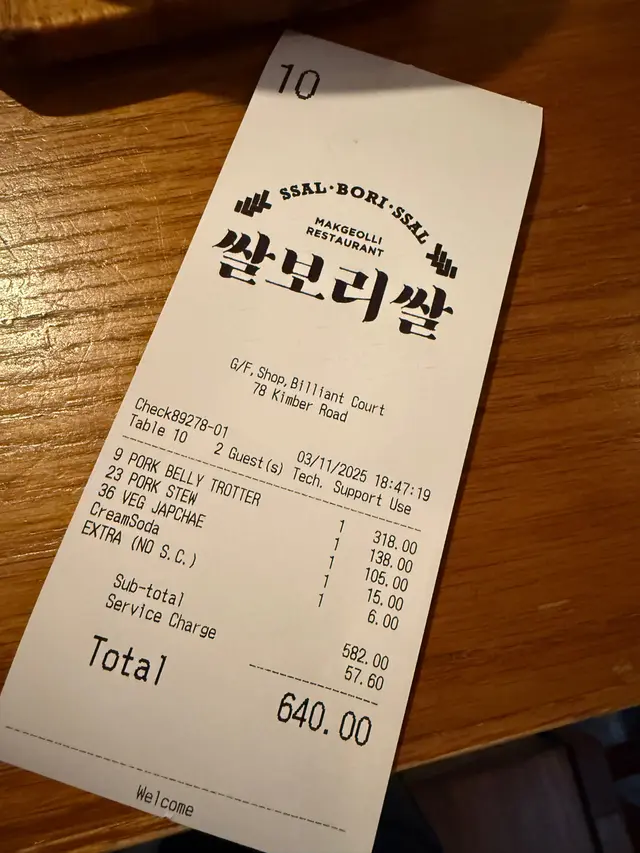 10
SSAL·BORI·SSAL
MAKGEOLLI
RESTAURANT
쌀보리쌀
G/F,Shop,Billiant Court
78 Kimber Road
Check89278-01 03/11/2025 18:47:19
Table 10 2 Guest(s) Tech. Support Use
9 PORK BELLY TROTTER 1 318.00
23 PORK STEW 1 138.00
36 VEG JAPCHAE 1 105.00
CreamSoda 1 15.00
EXTRA (NO S.C.) 1 6.00
Sub-total 582.00
Service Charge 57.60
Total 640.00
Welcome